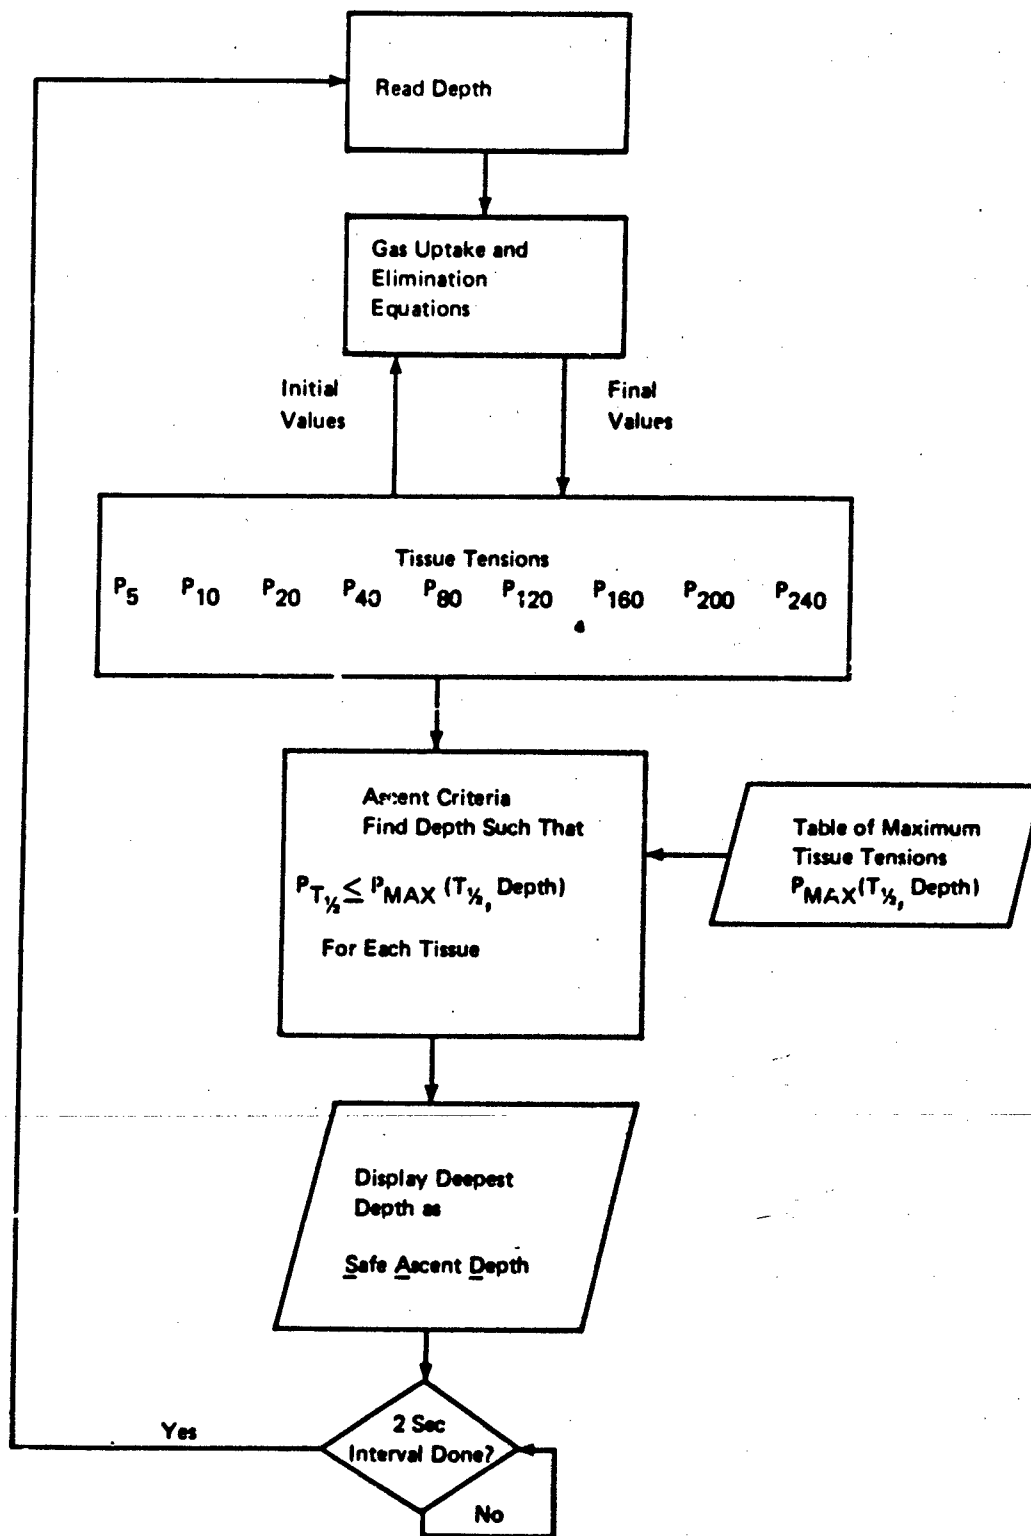 Read Depth
Gas Uptake and
Elimination
Equations
Initial
Values
Final
Values
Tissue Tensions
P5 P10 P20 P40 P80 P120 P160 P200 P240
Ascent Criteria
Find Depth Such That
PT½ ≤ PMAX (T½, Depth)
For Each Tissue
Table of Maximum
Tissue Tensions
PMAX(T½, Depth)
Display Deepest
Depth as
Safe Ascent Depth
2 Sec
Interval Done?
Yes
No